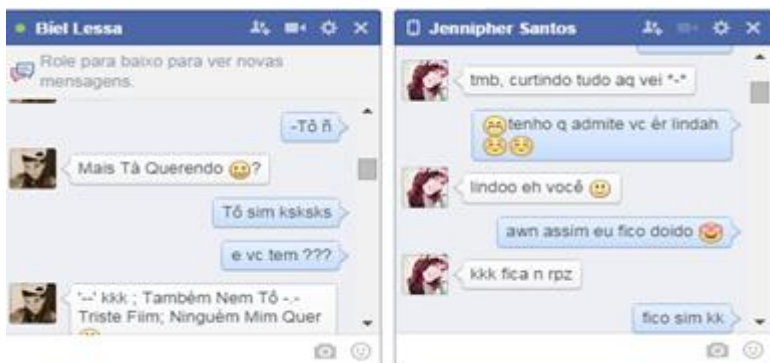 Biel Lessa
Role para baixo para ver novas
mensagens.
-Tô ñ
Mais Tà Querendo ?
Tô sim ksksks
e vc tem ???
'--' kkk ; Também Nem Tô -.-
Triste Fiim; Ninguém Mim Quer
Jennipher Santos
tmb, curtindo tudo aq vei *-*
tenho q admite vc ér lindah
lindoo eh você
awn assim eu fico doido
kkk fica n rpz
fico sim kk